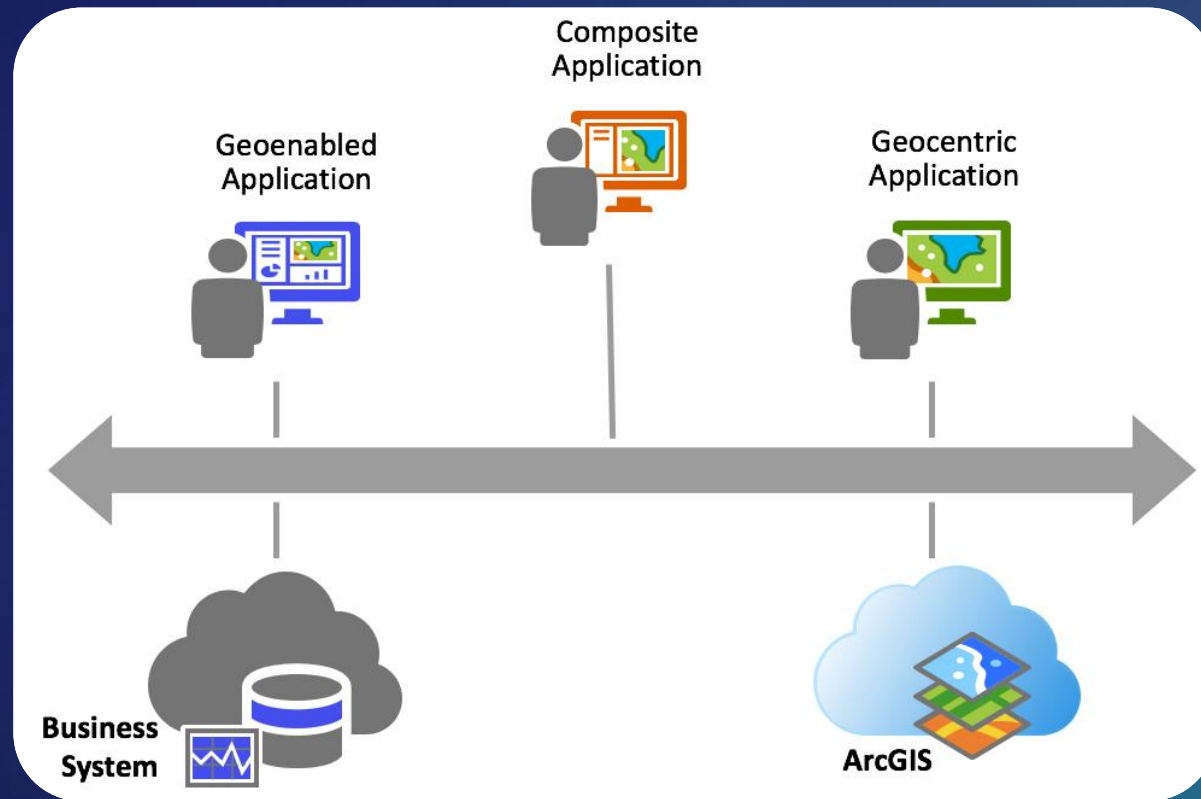 Composite
Application
Geoenabled
Application
Geocentric
Application
Business
System
ArcGIS